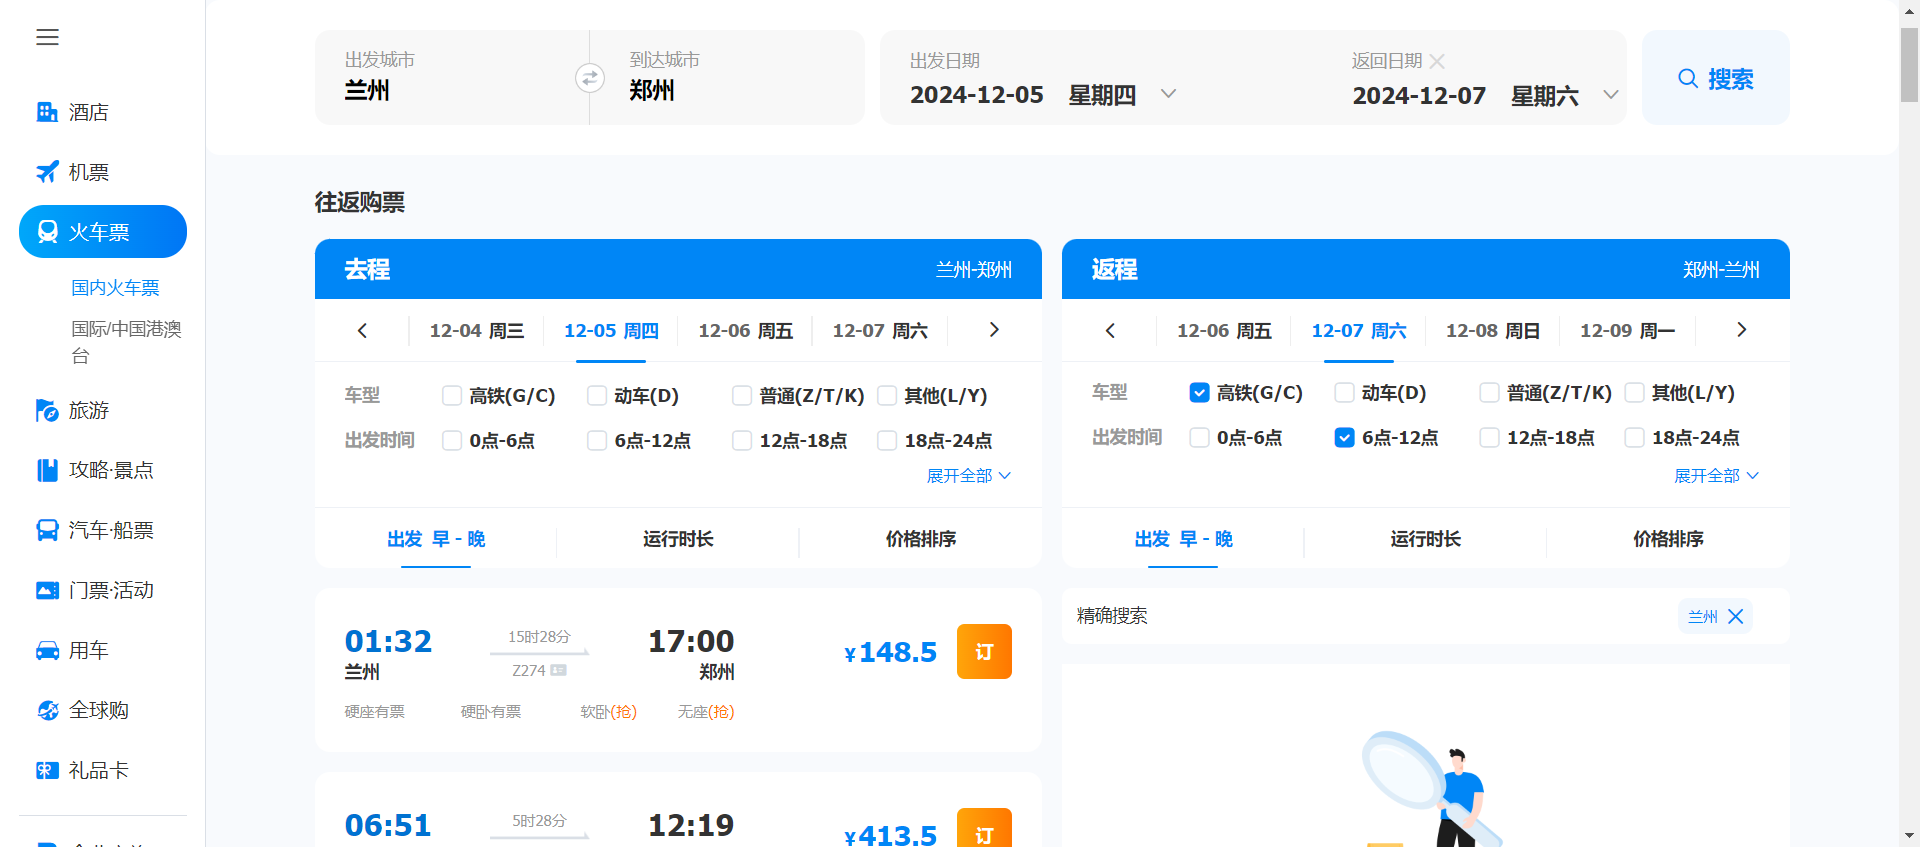 酒店
机票
火车票
国内火车票
国际/中国港澳
台
旅游
攻略·景点
汽车·船票
门票·活动
用车
全球购
礼品卡
出发城市
兰州
到达城市
郑州
出发日期
2024-12-05 星期四
返回日期
2024-12-07 星期六
搜索
往返购票
去程 兰州-郑州
12-04 周三 12-05 周四 12-06 周五 12-07 周六
车型 高铁(G/C) 动车(D) 普通(Z/T/K) 其他(L/Y)
出发时间 0点-6点 6点-12点 12点-18点 18点-24点
展开全部
出发 早 - 晚 运行时长 价格排序
01:32 15时28分 17:00 ¥148.5 订
兰州 Z274 郑州
硬座有票 硬卧有票 软卧(抢) 无座(抢)
06:51 5时28分 12:19 ¥413.5 订
返程 郑州-兰州
12-06 周五 12-07 周六 12-08 周日 12-09 周一
车型 高铁(G/C) 动车(D) 普通(Z/T/K) 其他(L/Y)
出发时间 0点-6点 6点-12点 12点-18点 18点-24点
展开全部
出发 早 - 晚 运行时长 价格排序
精确搜索 兰州